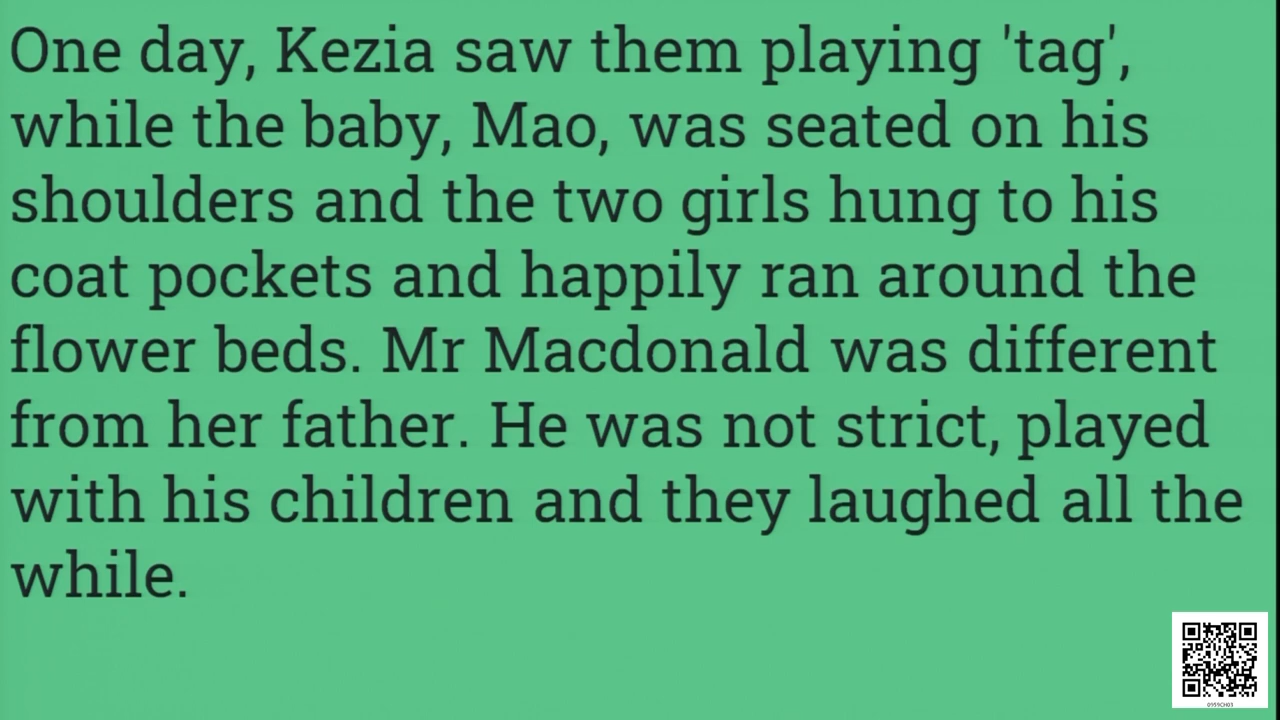 One day, Kezia saw them playing 'tag',
while the baby, Mao, was seated on his
shoulders and the two girls hung to his
coat pockets and happily ran around the
flower beds. Mr Macdonald was different
from her father. He was not strict, played
with his children and they laughed all the
while.
0959CH03